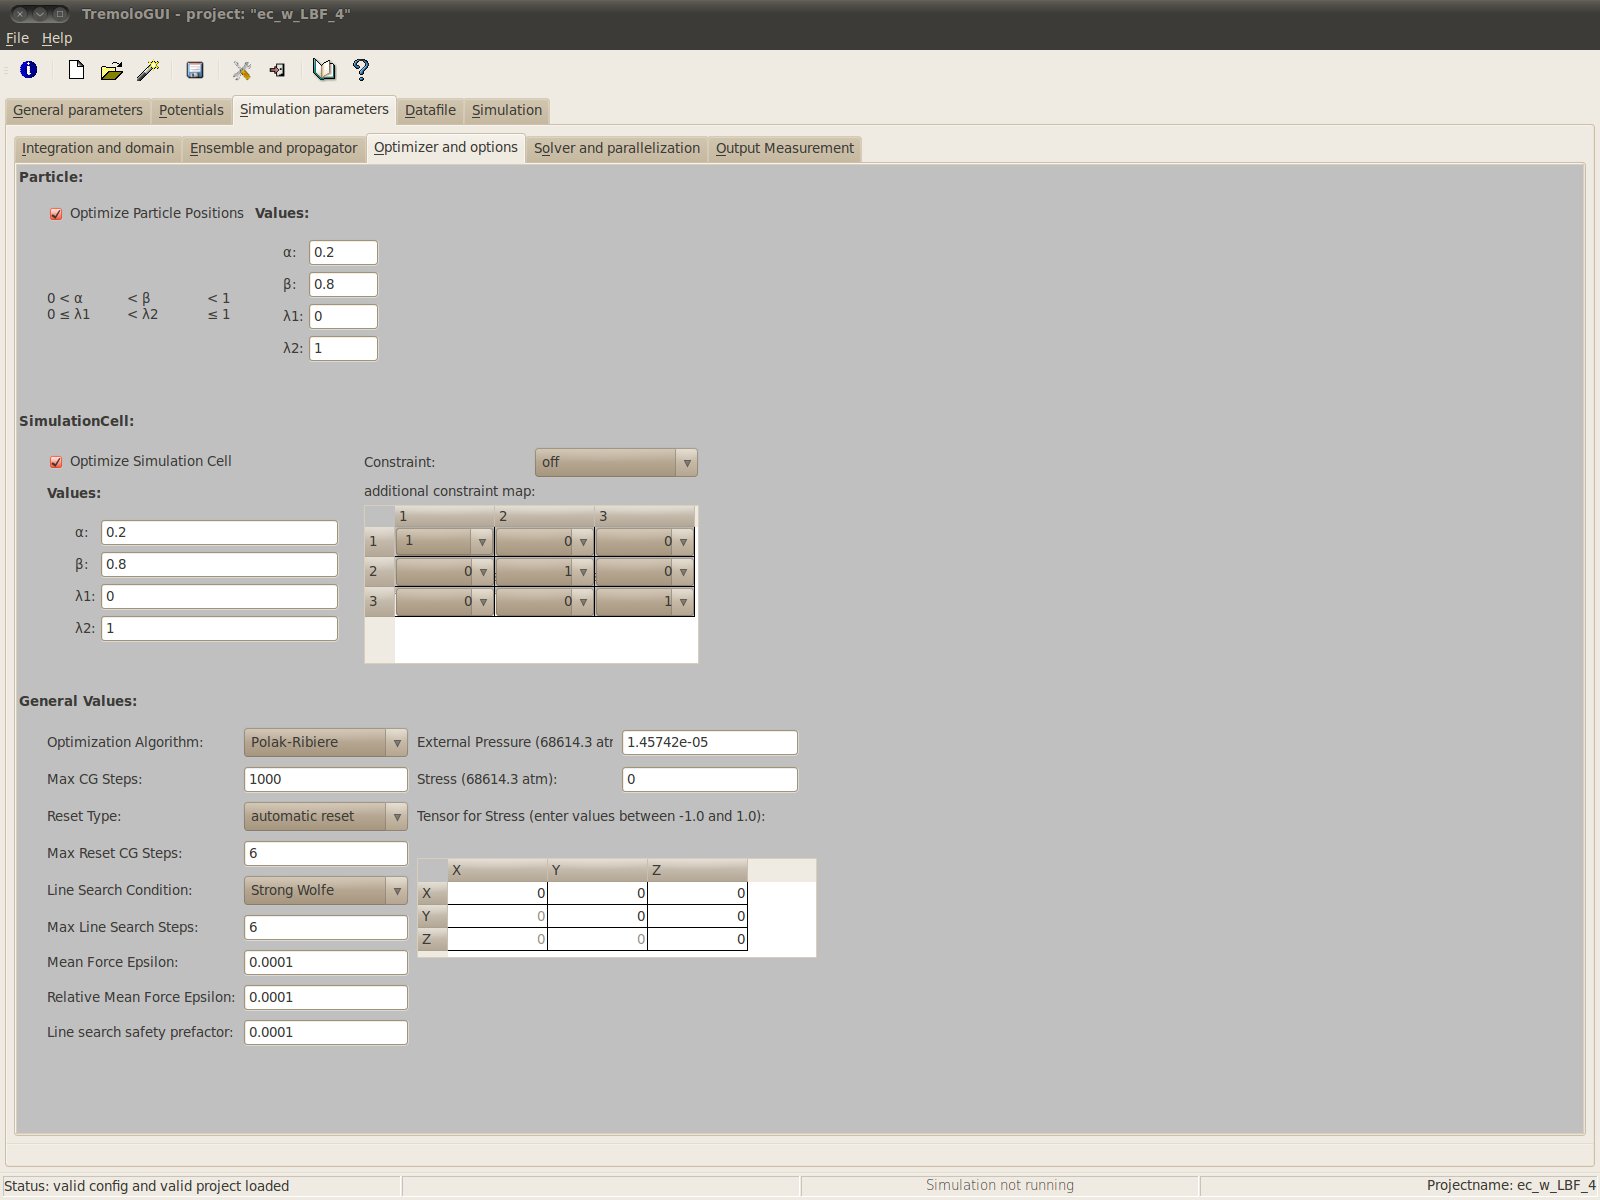 TremoloGUI - project: "ec_w_LBF_4"
File Help
General parameters Potentials Simulation parameters Datafile Simulation
Integration and domain Ensemble and propagator Optimizer and options Solver and parallelization Output Measurement
Particle:
Optimize Particle Positions Values:
α: 0.2
β: 0.8
0 < α < β < 1
0 ≤ λ1 < λ2 ≤ 1
λ1: 0
λ2: 1
SimulationCell:
Optimize Simulation Cell Constraint: off
Values: additional constraint map:
1 2 3
α: 0.2
1 1 0 0
β: 0.8
2 0 1 0
λ1: 0
3 0 0 1
λ2: 1
General Values:
Optimization Algorithm: Polak-Ribiere External Pressure (68614.3 atr 1.45742e-05
Max CG Steps: 1000 Stress (68614.3 atm): 0
Reset Type: automatic reset Tensor for Stress (enter values between -1.0 and 1.0):
Max Reset CG Steps: 6
X Y Z
Line Search Condition: Strong Wolfe X 0 0 0
Y 0 0 0
Max Line Search Steps: 6
Z 0 0 0
Mean Force Epsilon: 0.0001
Relative Mean Force Epsilon: 0.0001
Line search safety prefactor: 0.0001
Status: valid config and valid project loaded Simulation not running Projectname: ec_w_LBF_4